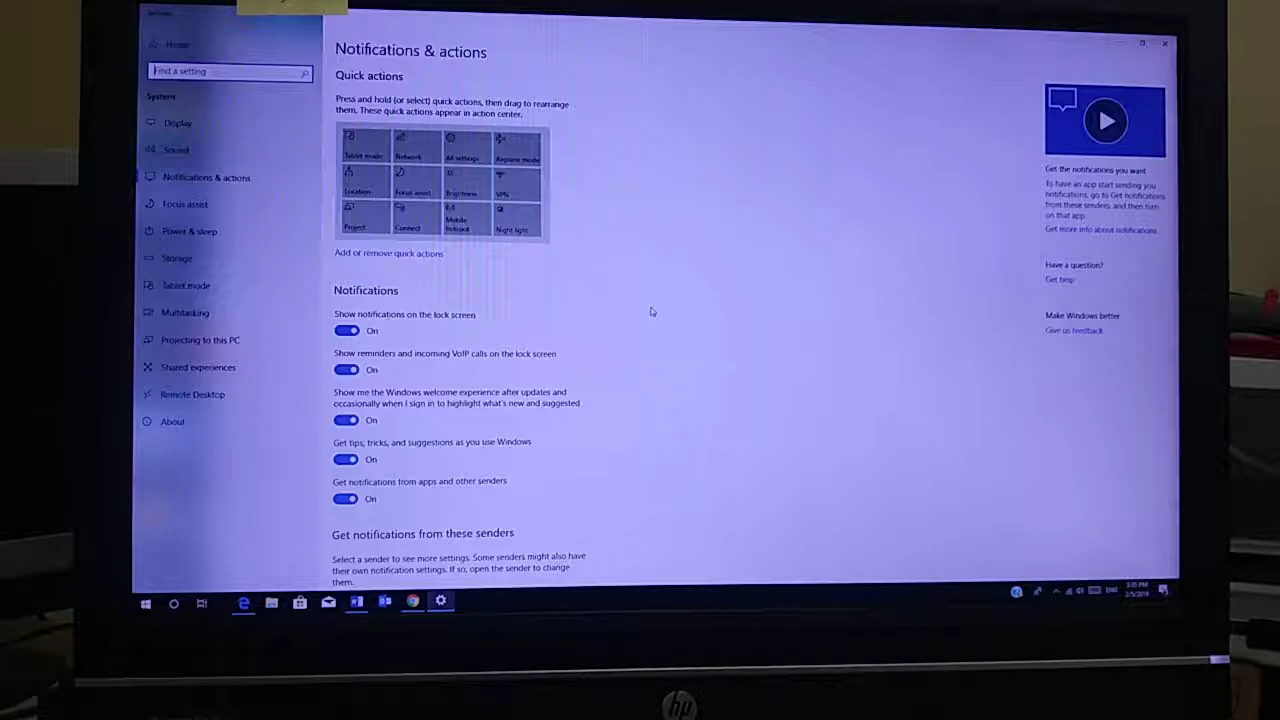 Settings
Home
Find a setting
System
Display
Sound
Notifications & actions
Focus assist
Power & sleep
Storage
Tablet mode
Multitasking
Projecting to this PC
Shared experiences
Remote Desktop
About
Notifications & actions
Quick actions
Press and hold (or select) quick actions, then drag to rearrange
them. These quick actions appear in action center.
Tablet mode
Network
All settings
Airplane mode
Location
Focus assist
Brightness
VPN
Project
Connect
Mobile
hotspot
Night light
Add or remove quick actions
Notifications
Show notifications on the lock screen
On
Show reminders and incoming VoIP calls on the lock screen
On
Show me the Windows welcome experience after updates and
occasionally when I sign in to highlight what's new and suggested
On
Get tips, tricks, and suggestions as you use Windows
On
Get notifications from apps and other senders
On
Get notifications from these senders
Select a sender to see more settings. Some senders might also have
their own notification settings. If so, open the sender to change
them.
Get the notifications you want
To have an app start sending you
notifications, go to Get notifications
from these senders, and then turn
on that app.
Get more info about notifications
Have a question?
Get help
Make Windows better
Give us feedback
ENG
hp